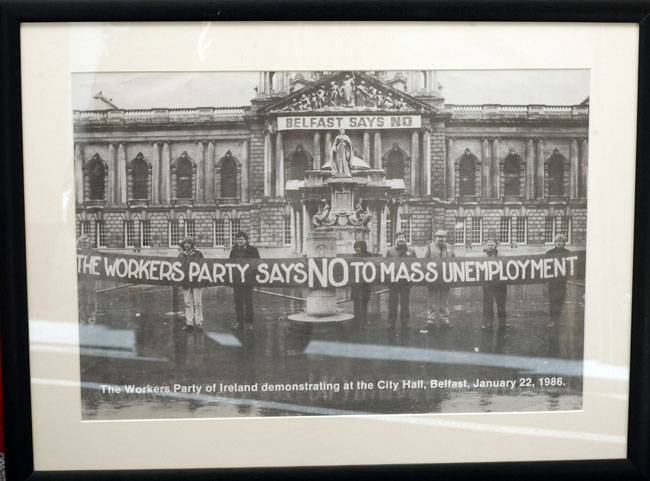 BELFAST SAYS NO
THE WORKERS PARTY SAYS NO TO MASS UNEMPLOYMENT
The Workers Party of Ireland demonstrating at the City Hall, Belfast, January 22, 1986.